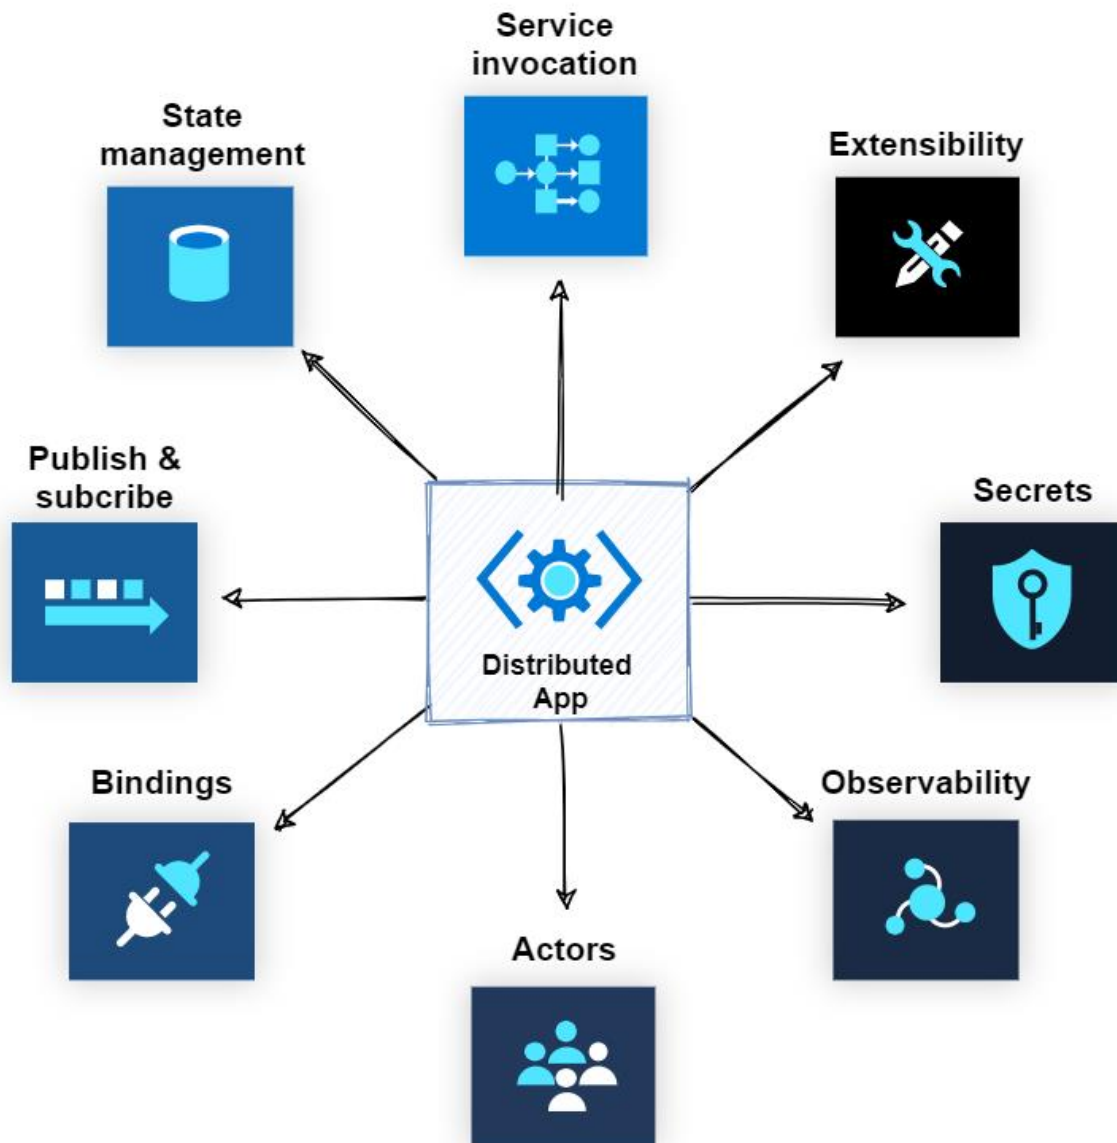 Service
invocation
State
management
Extensibility
Publish &
subcribe
Secrets
Distributed
App
Bindings
Observability
Actors